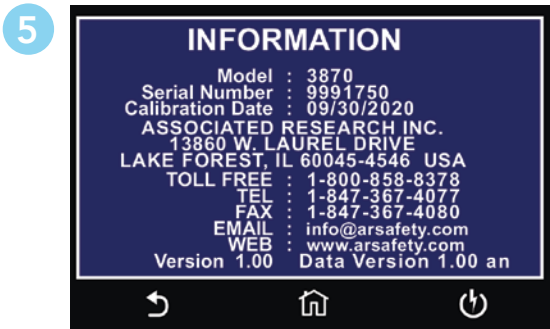 5
INFORMATION
Model : 3870
Serial Number : 9991750
Calibration Date : 09/30/2020
ASSOCIATED RESEARCH INC.
13860 W. LAUREL DRIVE
LAKE FOREST, IL 60045-4546 USA
TOLL FREE : 1-800-858-8378
TEL : 1-847-367-4077
FAX : 1-847-367-4080
EMAIL : info@arsafety.com
WEB : www.arsafety.com
Version 1.00 Data Version 1.00 an